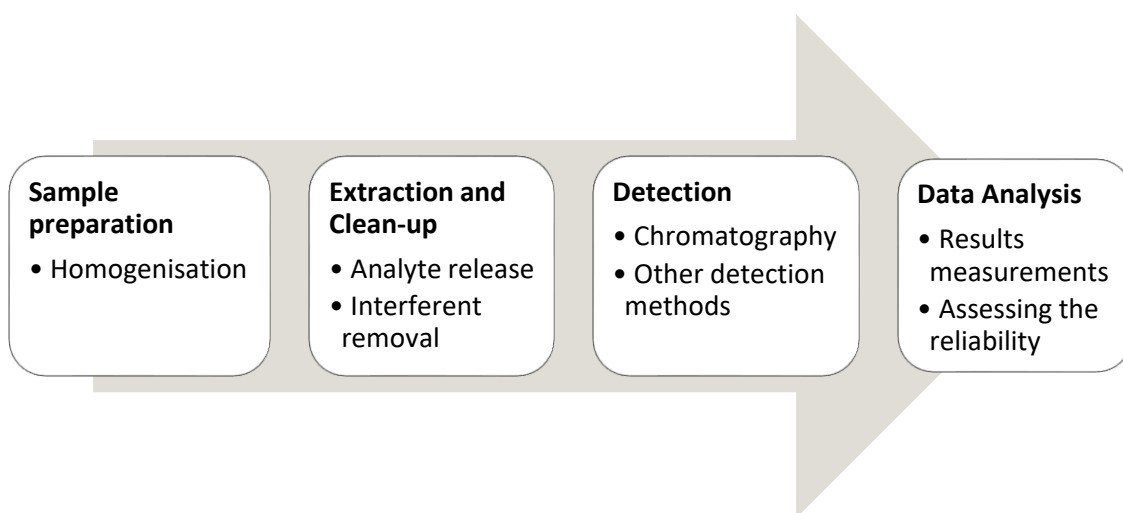 Sample
preparation
• Homogenisation
Extraction and
Clean-up
• Analyte release
• Interferent
removal
Detection
• Chromatography
• Other detection
methods
Data Analysis
• Results
measurements
• Assessing the
reliability